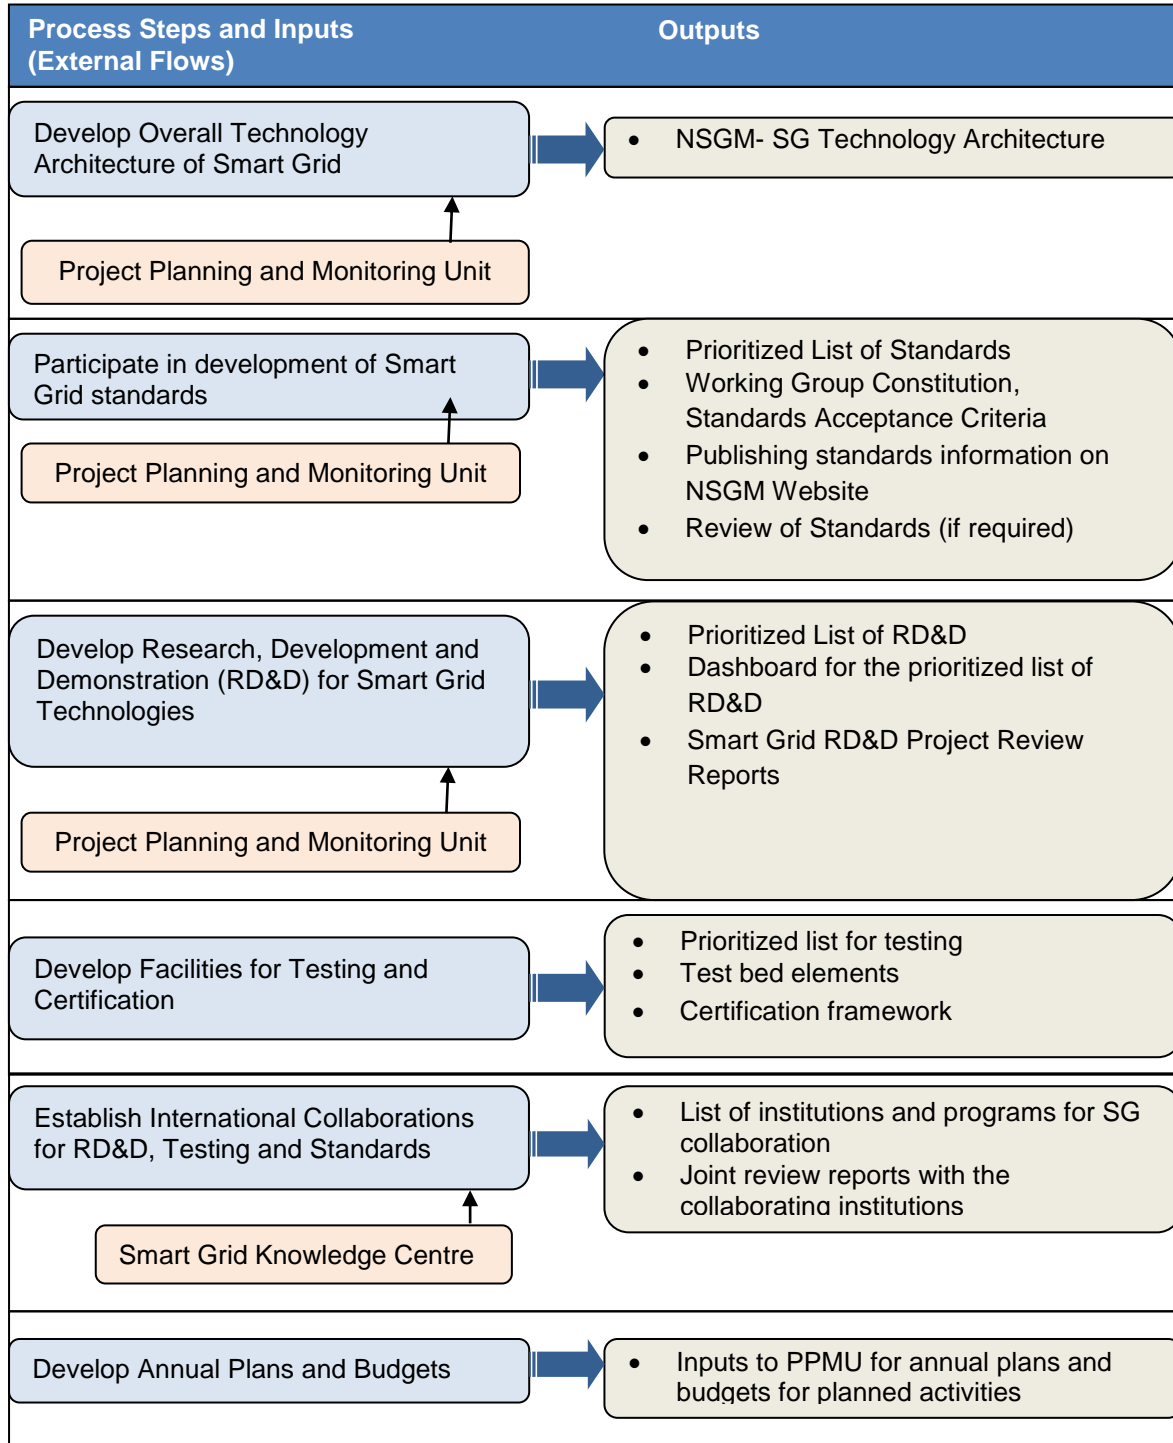 Process Steps and Inputs
(External Flows)
Outputs
Develop Overall Technology
Architecture of Smart Grid
• NSGM- SG Technology Architecture
Project Planning and Monitoring Unit
Participate in development of Smart
Grid standards
Project Planning and Monitoring Unit
• Prioritized List of Standards
• Working Group Constitution,
Standards Acceptance Criteria
• Publishing standards information on
NSGM Website
• Review of Standards (if required)
Develop Research, Development and
Demonstration (RD&D) for Smart Grid
Technologies
Project Planning and Monitoring Unit
• Prioritized List of RD&D
• Dashboard for the prioritized list of
RD&D
• Smart Grid RD&D Project Review
Reports
Develop Facilities for Testing and
Certification
• Prioritized list for testing
• Test bed elements
• Certification framework
Establish International Collaborations
for RD&D, Testing and Standards
Smart Grid Knowledge Centre
• List of institutions and programs for SG
collaboration
• Joint review reports with the
collaborating institutions
Develop Annual Plans and Budgets
• Inputs to PPMU for annual plans and
budgets for planned activities